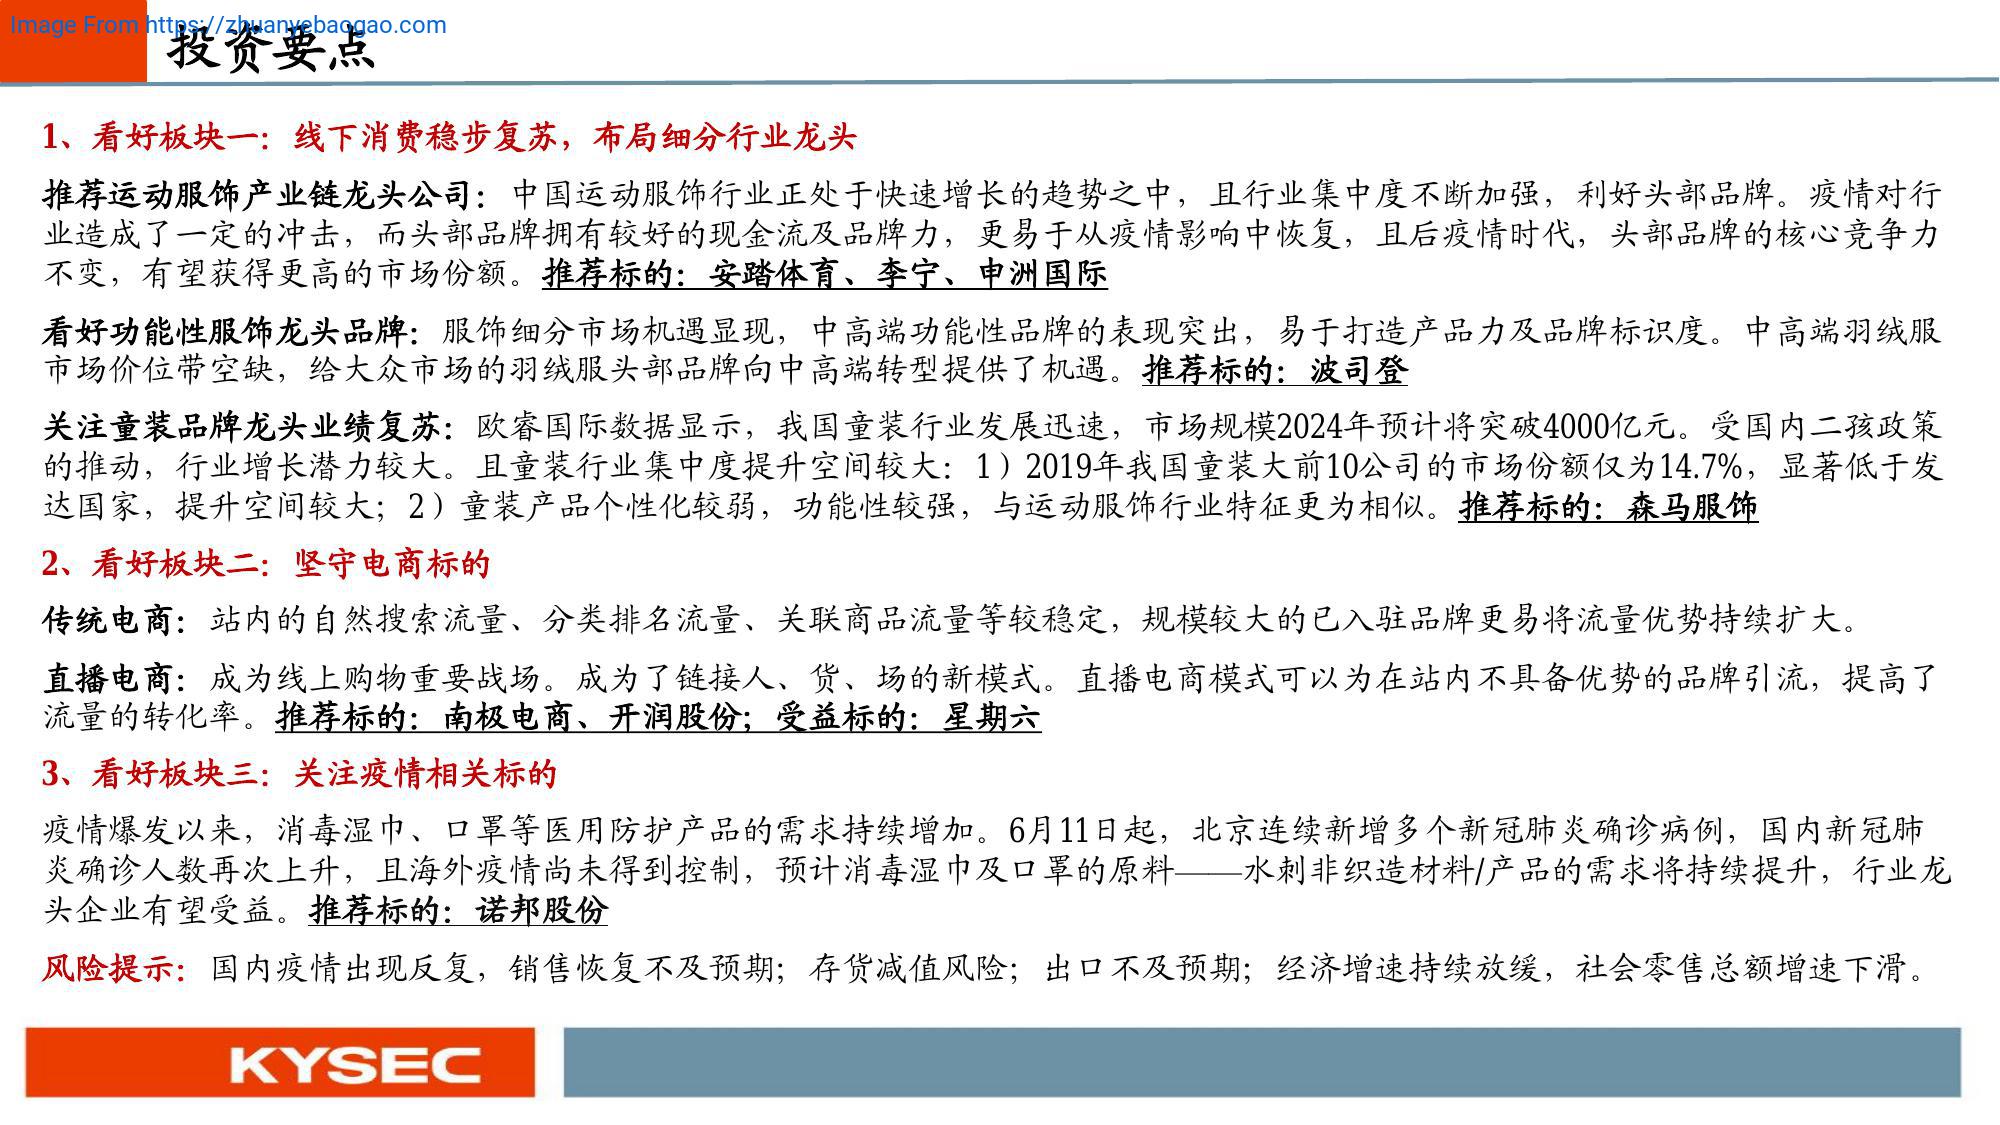 Image From https://zhuanyebaogao.com
投资要点
1、看好板块一：线下消费稳步复苏，布局细分行业龙头
推荐运动服饰产业链龙头公司：中国运动服饰行业正处于快速增长的趋势之中，且行业集中度不断加强，利好头部品牌。疫情对行
业造成了一定的冲击，而头部品牌拥有较好的现金流及品牌力，更易于从疫情影响中恢复，且后疫情时代，头部品牌的核心竞争力
不变，有望获得更高的市场份额。推荐标的：安踏体育、李宁、申洲国际
看好功能性服饰龙头品牌：服饰细分市场机遇显现，中高端功能性品牌的表现突出，易于打造产品力及品牌标识度。中高端羽绒服
市场价位带空缺，给大众市场的羽绒服头部品牌向中高端转型提供了机遇。推荐标的：波司登
关注童装品牌龙头业绩复苏：欧睿国际数据显示，我国童装行业发展迅速，市场规模2024年预计将突破4000亿元。受国内二孩政策
的推动，行业增长潜力较大。且童装行业集中度提升空间较大：1）2019年我国童装大前10公司的市场份额仅为14.7%，显著低于发
达国家，提升空间较大；2）童装产品个性化较弱，功能性较强，与运动服饰行业特征更为相似。推荐标的：森马服饰
2、看好板块二：坚守电商标的
传统电商：站内的自然搜索流量、分类排名流量、关联商品流量等较稳定，规模较大的已入驻品牌更易将流量优势持续扩大。
直播电商：成为线上购物重要战场。成为了链接人、货、场的新模式。直播电商模式可以为在站内不具备优势的品牌引流，提高了
流量的转化率。推荐标的：南极电商、开润股份；受益标的：星期六
3、看好板块三：关注疫情相关标的
疫情爆发以来，消毒湿巾、口罩等医用防护产品的需求持续增加。6月11日起，北京连续新增多个新冠肺炎确诊病例，国内新冠肺
炎确诊人数再次上升，且海外疫情尚未得到控制，预计消毒湿巾及口罩的原料——水刺非织造材料/产品的需求将持续提升，行业龙
头企业有望受益。推荐标的：诺邦股份
风险提示：国内疫情出现反复，销售恢复不及预期；存货减值风险；出口不及预期；经济增速持续放缓，社会零售总额增速下滑。
KYSEC